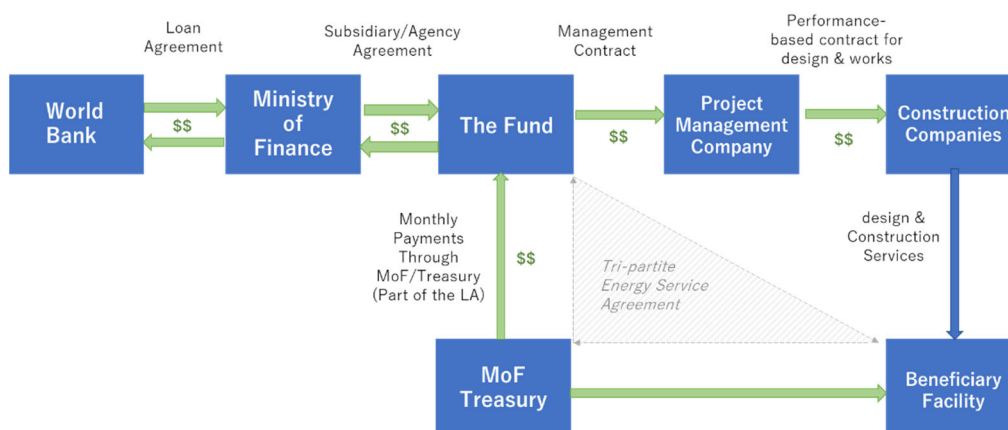 Loan
Agreement
Subsidiary/Agency
Agreement
Management
Contract
Performance-
based contract for
design & works
World
Bank
$$
Ministry
of
Finance
$$
The Fund
$$
Project
Management
Company
$$
Construction
Companies
Monthly
Payments
Through
MoF/Treasury
(Part of the LA)
$$
Tri-partite
Energy Service
Agreement
design &
Construction
Services
MoF
Treasury
Beneficiary
Facility